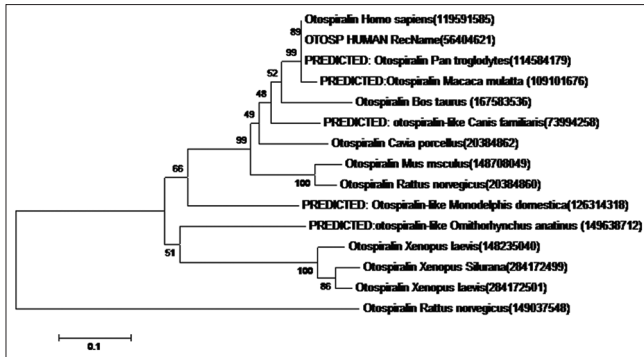 Otospiralin Homo sapiens(119591585)
89
OTOSP HUMAN RecName(56404621)
99
PREDICTED: Otospiralin Pan troglodytes(114584179)
52
PREDICTED:Otospiralin Macaca mulatta (109101676)
48
Otospiralin Bos taurus (167583536)
49
PREDICTED: otospiralin-like Canis familiaris(73994258)
99
Otospiralin Cavia porcellus(20384862)
66
Otospiralin Mus msculus(148708049)
100
Otospiralin Rattus norvegicus(20384860)
PREDICTED: Otospiralin-like Monodelphis domestica(126314318)
PREDICTED:otospiralin-like Ornithorhynchus anatinus (149638712)
51
Otospiralin Xenopus laevis(148235040)
100
Otospiralin Xenopus Silurana(284172499)
86
Otospiralin Xenopus laevis(284172501)
Otospiralin Rattus norvegicus(149037548)
0.1